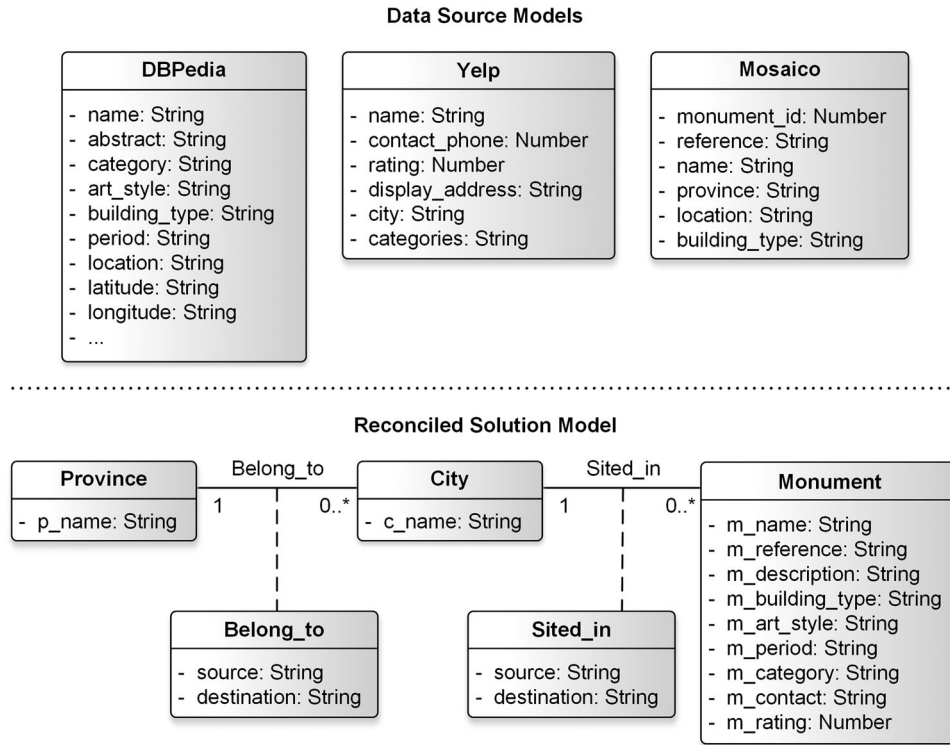 Data Source Models
DBPedia
- name: String
- abstract: String
- category: String
- art_style: String
- building_type: String
- period: String
- location: String
- latitude: String
- longitude: String
- ...
Yelp
- name: String
- contact_phone: Number
- rating: Number
- display_address: String
- city: String
- categories: String
Mosaico
- monument_id: Number
- reference: String
- name: String
- province: String
- location: String
- building_type: String
Reconciled Solution Model
Province
- p_name: String
Belong_to
1
0..*
City
- c_name: String
Sited_in
1
0..*
Monument
- m_name: String
- m_reference: String
- m_description: String
- m_building_type: String
- m_art_style: String
- m_period: String
- m_category: String
- m_contact: String
- m_rating: Number
Belong_to
- source: String
- destination: String
Sited_in
- source: String
- destination: String